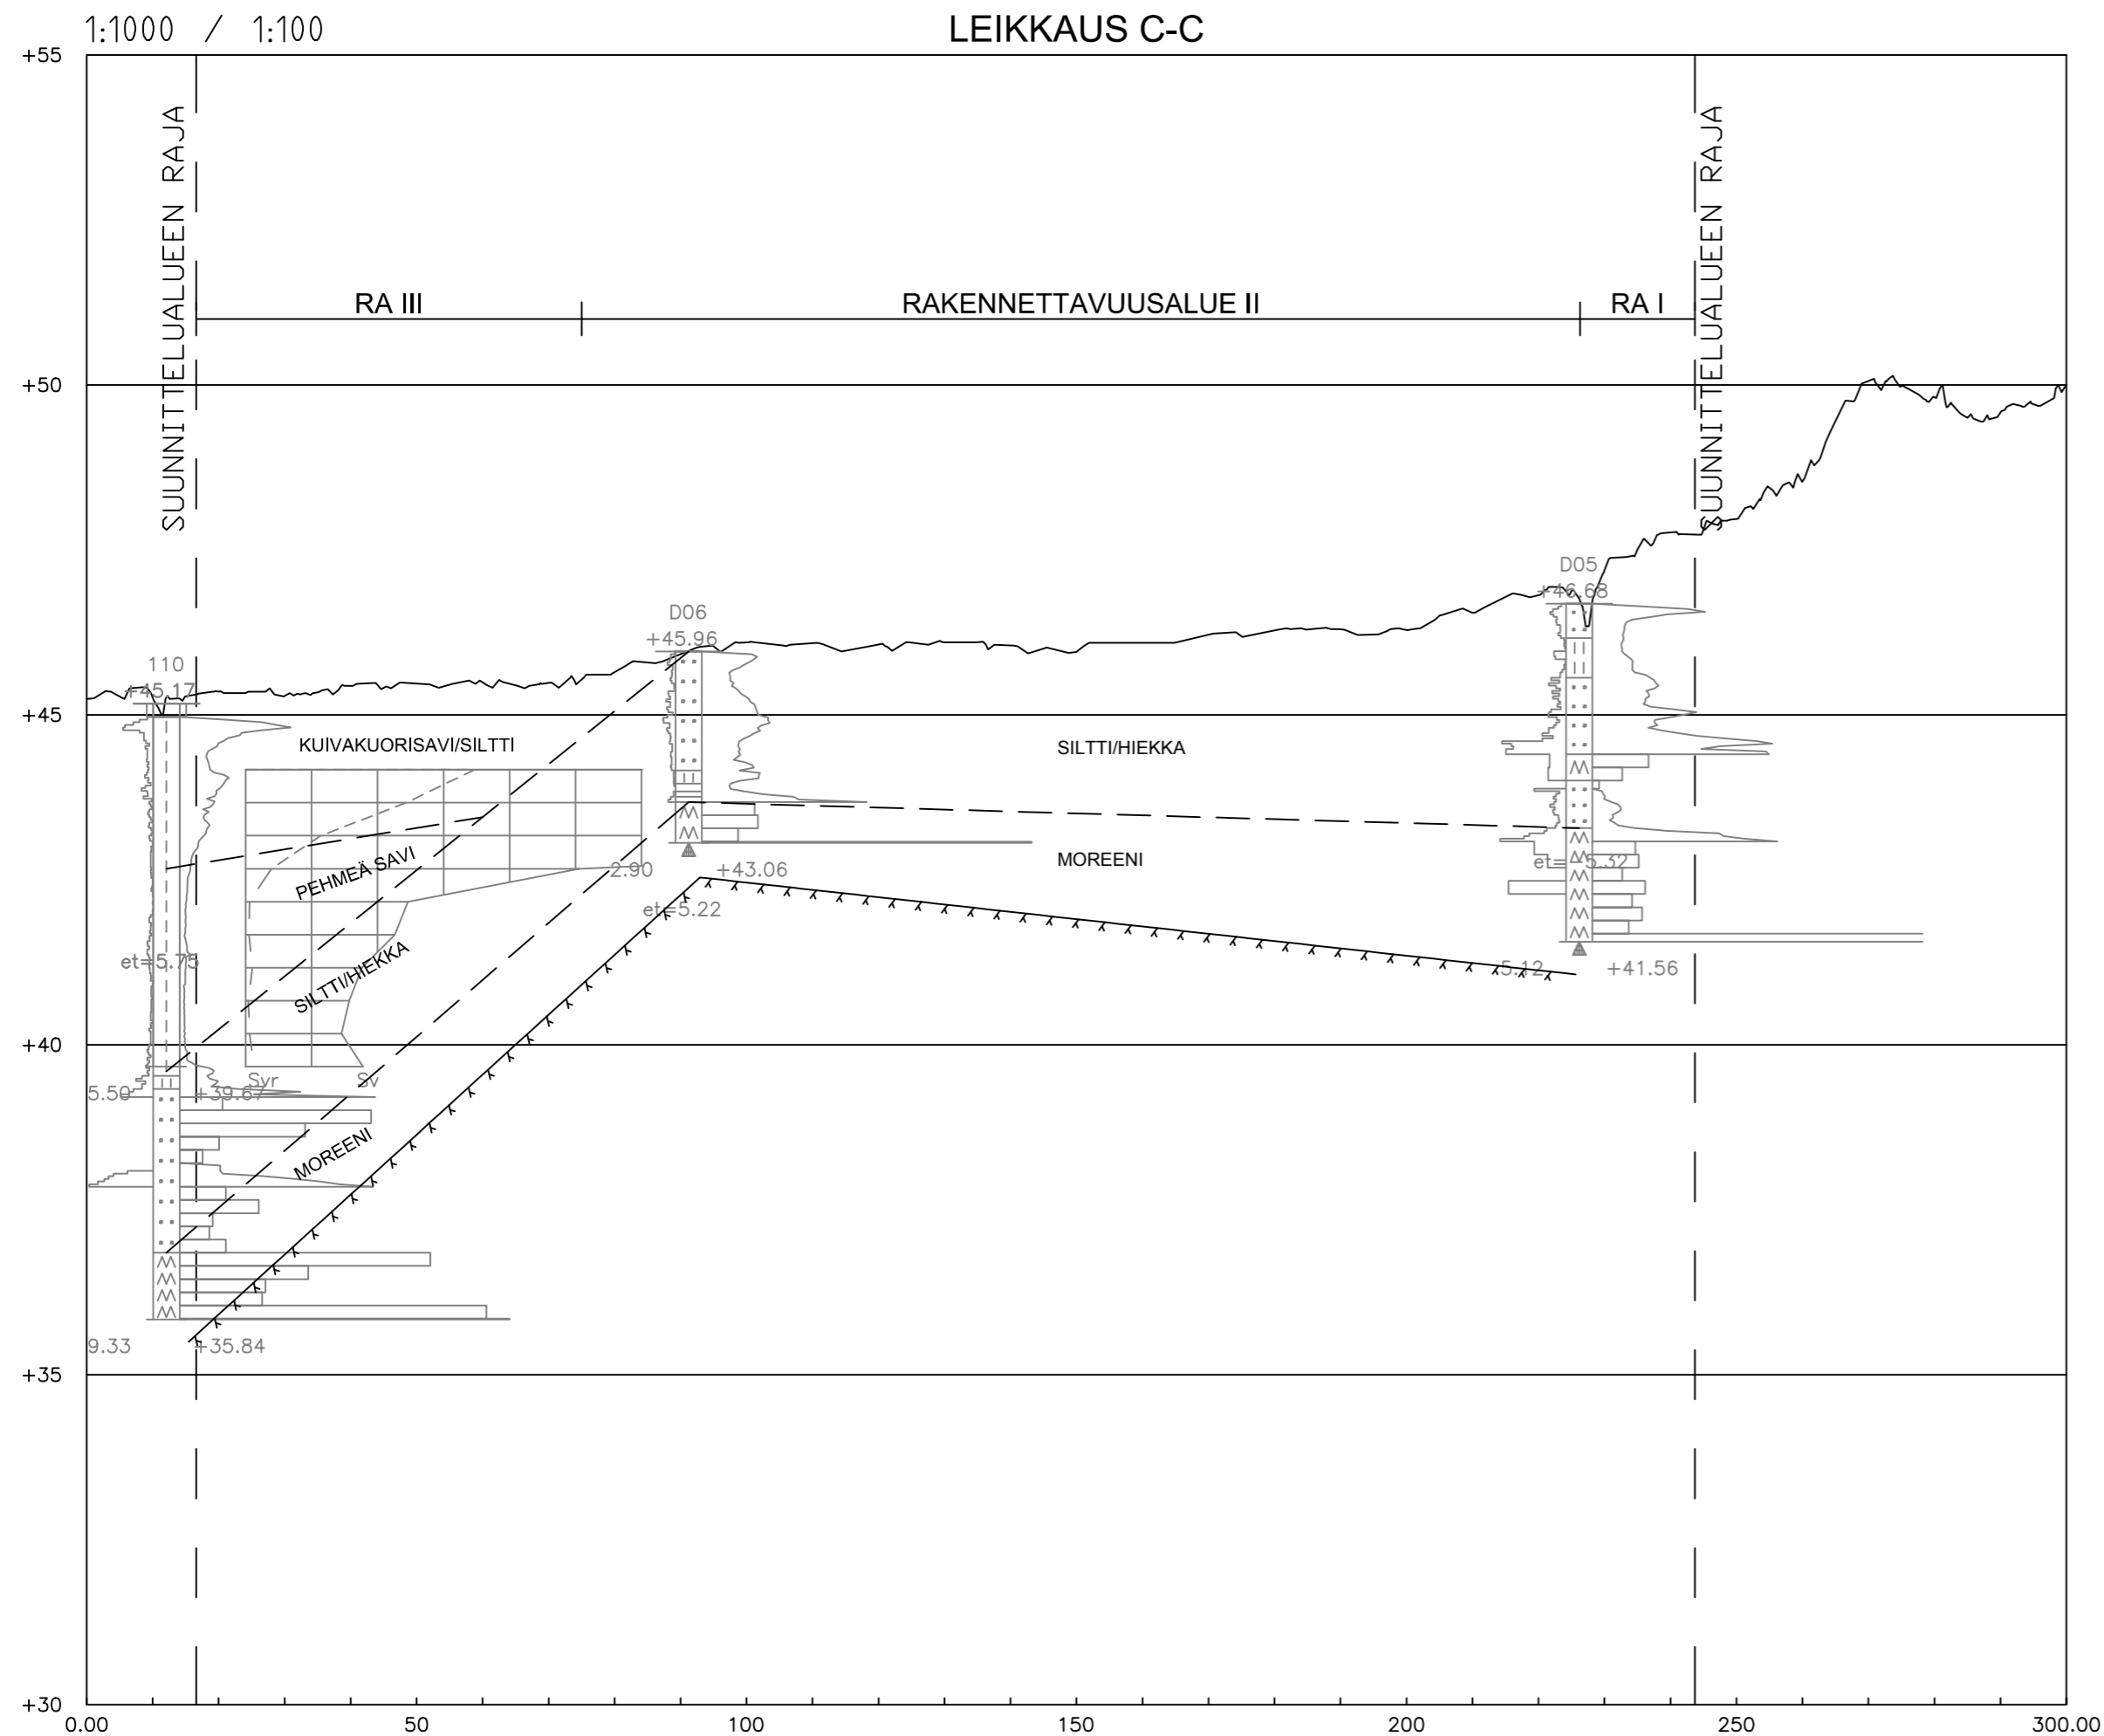 1:1000 / 1:100
LEIKKAUS C-C
+55
SUUNNITTELUALUEEN RAJA
SUUNNITTELUALUEEN RAJA
RA III
RAKENNETTAVUUSALUE II
RA I
+50
D05
+46.68
D06
+45.96
110
+45.17
+45
KUIVAKUORISAVI/SILTTI
SILTTI/HIEKKA
PEHMEÄ SAVI
MOREENI
2.90
+43.06
et=-5.32
et=5.22
SILTTI/HIEKKA
et=5.75
5.12
+41.56
+40
Svr
Sv
5.50
+39.67
MOREENI
9.33
+35.84
+35
+30
0.00
50
100
150
200
250
300.00